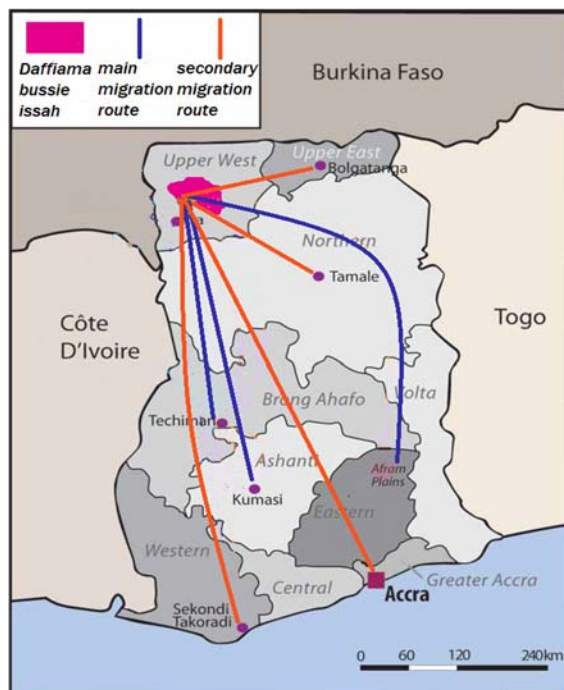 Daffiama bussie issah
main migration route
secondary migration route
Burkina Faso
Upper West
Upper East
Bolgatanga
Northern
Tamale
Togo
Côte
D'Ivoire
Volta
Brong Ahafo
Techiman
Ashanti
Afram
Plains
Kumasi
Eastern
Western
Central
Greater Accra
Accra
Sekondi
Takoradi
0 60 120 240km